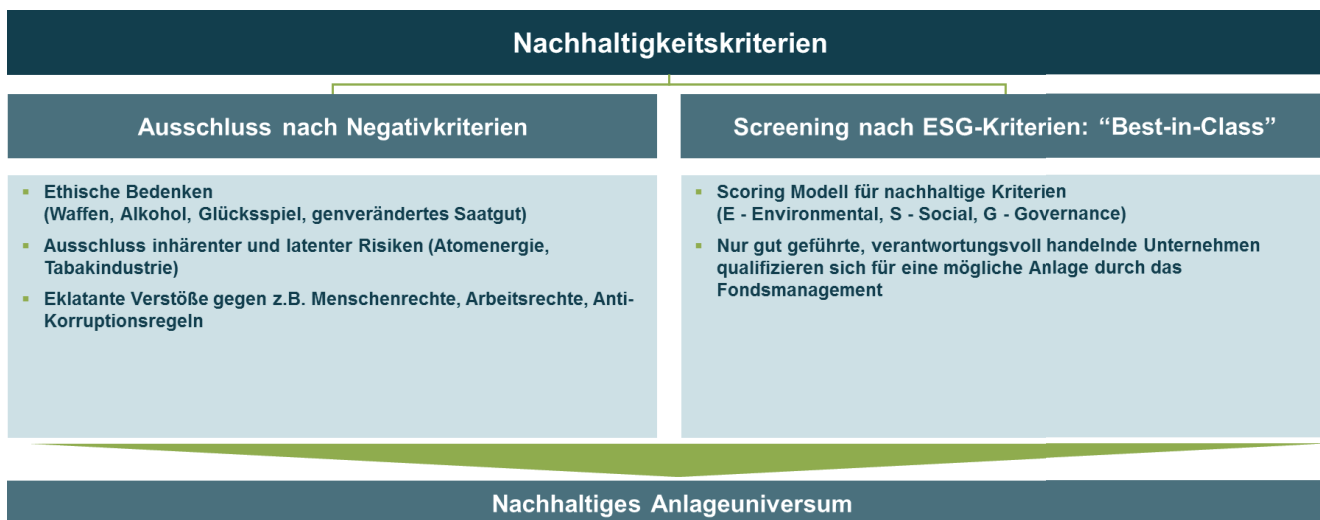 Nachhaltigkeitskriterien
Ausschluss nach Negativkriterien
▪ Ethische Bedenken
(Waffen, Alkohol, Glücksspiel, genverändertes Saatgut)
▪ Ausschluss inhärenter und latenter Risiken (Atomenergie,
Tabakindustrie)
▪ Eklatante Verstöße gegen z.B. Menschenrechte, Arbeitsrechte, Anti-
Korruptionsregeln
Screening nach ESG-Kriterien: “Best-in-Class”
▪ Scoring Modell für nachhaltige Kriterien
(E - Environmental, S - Social, G - Governance)
▪ Nur gut geführte, verantwortungsvoll handelnde Unternehmen
qualifizieren sich für eine mögliche Anlage durch das
Fondsmanagement
Nachhaltiges Anlageuniversum